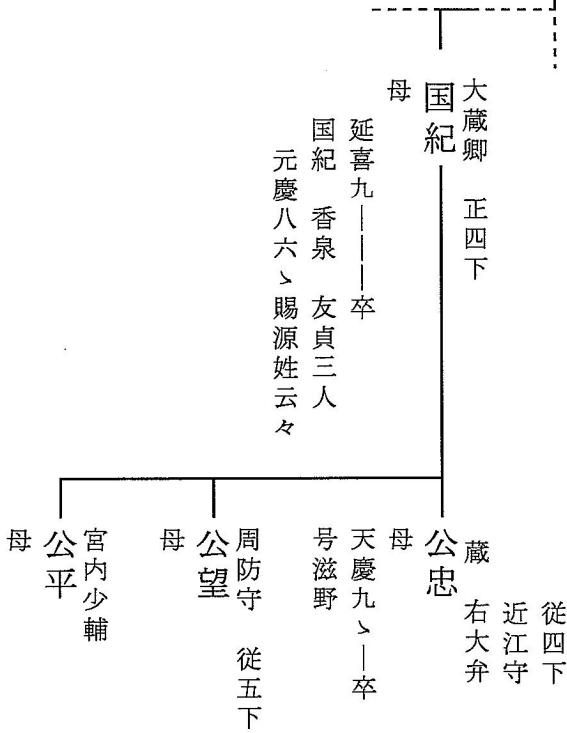 大蔵卿　正四下
国紀
母
延喜九———卒
国紀　香泉　友貞三人
元慶八六ゝ賜源姓云々
従四下
近江守
蔵　右大弁
公忠
母
天慶九ゝ—卒
号滋野
周防守　従五下
公望
母
宮内少輔
公平
母